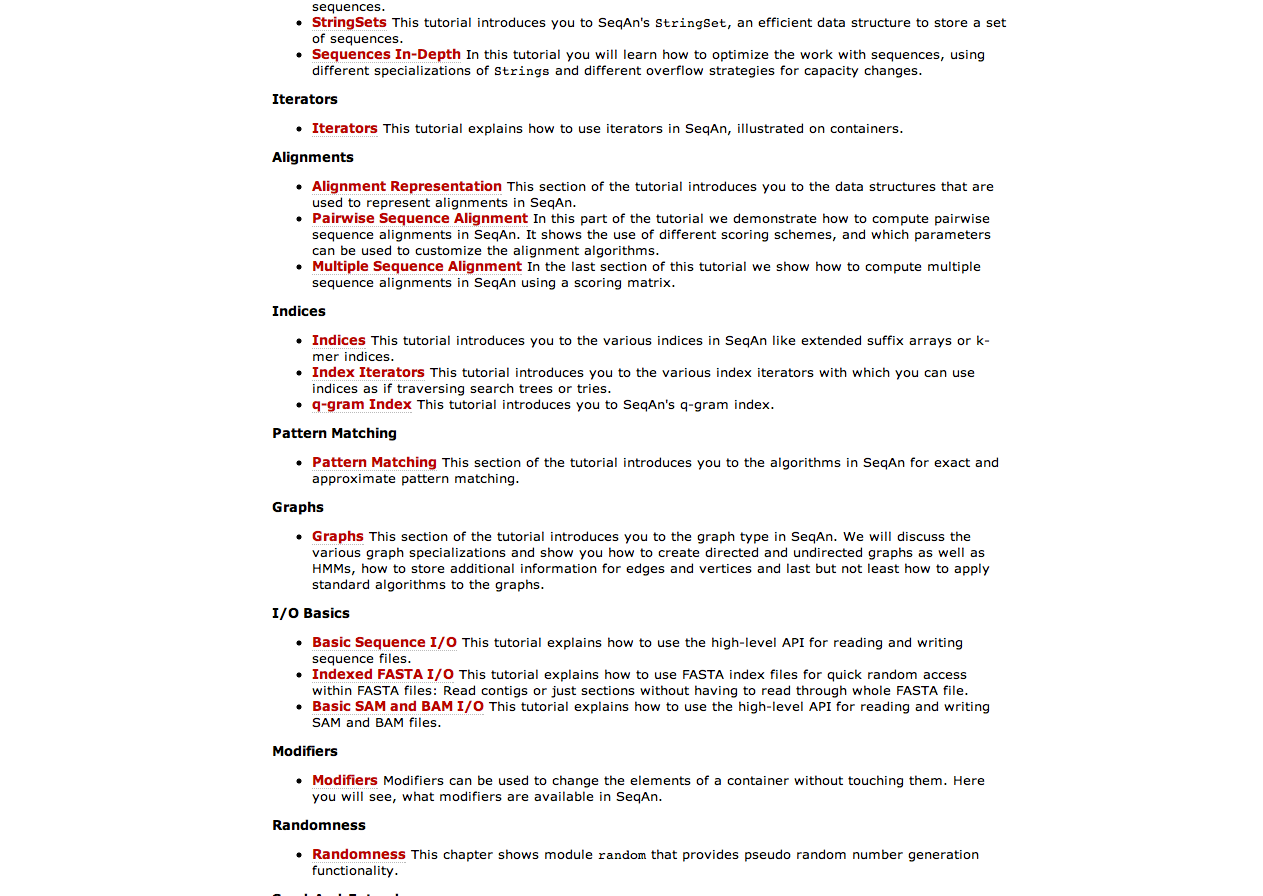 sequences.
StringSets This tutorial introduces you to SeqAn's StringSet, an efficient data structure to store a set
of sequences.
Sequences In-Depth In this tutorial you will learn how to optimize the work with sequences, using
different specializations of Strings and different overflow strategies for capacity changes.
Iterators
Iterators This tutorial explains how to use iterators in SeqAn, illustrated on containers.
Alignments
Alignment Representation This section of the tutorial introduces you to the data structures that are
used to represent alignments in SeqAn.
Pairwise Sequence Alignment In this part of the tutorial we demonstrate how to compute pairwise
sequence alignments in SeqAn. It shows the use of different scoring schemes, and which parameters
can be used to customize the alignment algorithms.
Multiple Sequence Alignment In the last section of this tutorial we show how to compute multiple
sequence alignments in SeqAn using a scoring matrix.
Indices
Indices This tutorial introduces you to the various indices in SeqAn like extended suffix arrays or k-
mer indices.
Index Iterators This tutorial introduces you to the various index iterators with which you can use
indices as if traversing search trees or tries.
q-gram Index This tutorial introduces you to SeqAn's q-gram index.
Pattern Matching
Pattern Matching This section of the tutorial introduces you to the algorithms in SeqAn for exact and
approximate pattern matching.
Graphs
Graphs This section of the tutorial introduces you to the graph type in SeqAn. We will discuss the
various graph specializations and show you how to create directed and undirected graphs as well as
HMMs, how to store additional information for edges and vertices and last but not least how to apply
standard algorithms to the graphs.
I/O Basics
Basic Sequence I/O This tutorial explains how to use the high-level API for reading and writing
sequence files.
Indexed FASTA I/O This tutorial explains how to use FASTA index files for quick random access
within FASTA files: Read contigs or just sections without having to read through whole FASTA file.
Basic SAM and BAM I/O This tutorial explains how to use the high-level API for reading and writing
SAM and BAM files.
Modifiers
Modifiers Modifiers can be used to change the elements of a container without touching them. Here
you will see, what modifiers are available in SeqAn.
Randomness
Randomness This chapter shows module random that provides pseudo random number generation
functionality.